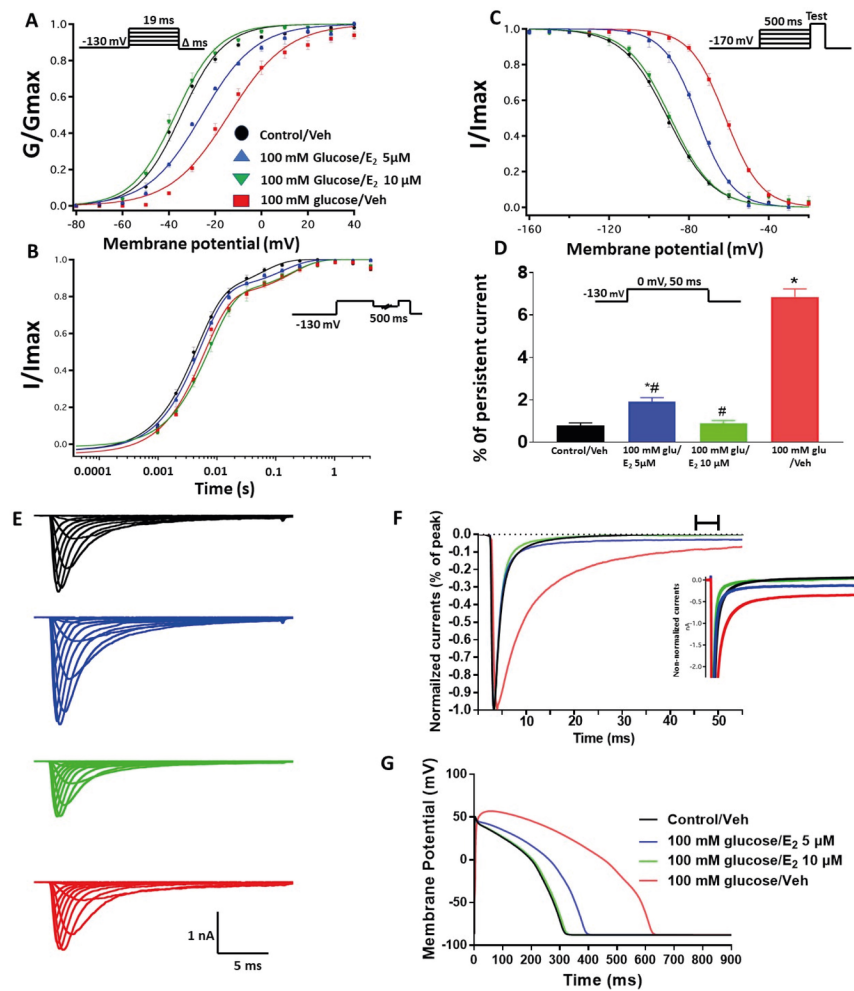 A
19 ms
-130 mV
Δ ms
G/Gmax
1.0
0.8
0.6
0.4
0.2
0.0
Control/Veh
100 mM Glucose/E2 5µM
100 mM Glucose/E2 10 µM
100 mM glucose/Veh
-80
-60
-40
-20
0
20
40
Membrane potential (mV)
C
500 ms
Test
-170 mV
I/Imax
1.0
0.8
0.6
0.4
0.2
0.0
-160
-120
-80
-40
Membrane potential (mV)
B
I/Imax
1.0
0.8
0.6
0.4
0.2
0.0
-130 mV
500 ms
0.0001
0.001
0.01
0.1
1
Time (s)
D
% 0f persistent current
8
6
4
2
0
0 mV, 50 ms
-130 mV
*#
#
*
Control/Veh
100 mM glu/
E2 5µM
100 mM glu/
E2 10 µM
100 mM glu
/Veh
E
1 nA
5 ms
F
Normailzed currents (% of peak)
0.0
-0.1
-0.2
-0.3
-0.4
-0.5
-0.6
-0.7
-0.8
-0.9
-1.0
10
20
30
40
50
Time (ms)
Non-normalized currents
nA
0.0
-0.5
-1.0
-1.5
-2.0
G
Membrane Potential (mV)
100
50
0
-50
-100
0
100
200
300
400
500
600
700
800
900
Time (ms)
Control/Veh
100 mM glucose/E2 5 µM
100 mM glucose/E2 10 µM
100 mM glucose/Veh